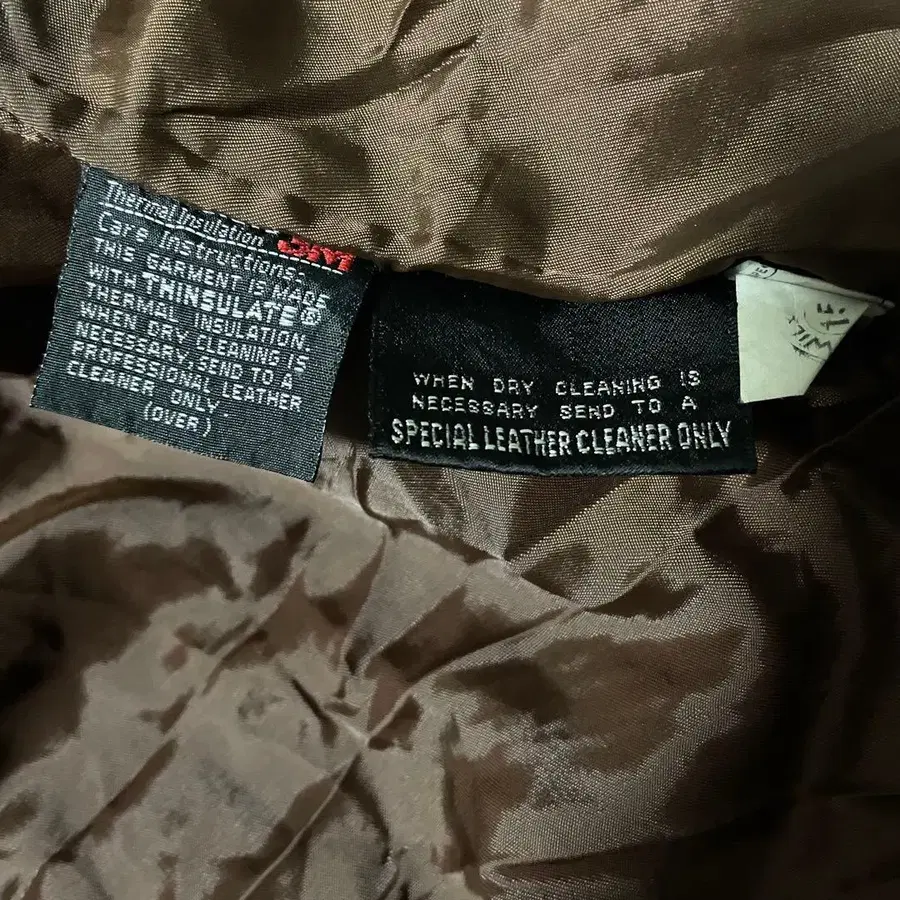 Thermal Insulation
3M
Care Instructions:
THIS GARMENT IS MADE
WITH THINSULATE®
THERMAL INSULATION.
WHEN DRY CLEANING IS
NECESSARY, SEND TO A
PROFESSIONAL LEATHER
CLEANER ONLY.
(OVER)
WHEN DRY CLEANING IS
NECESSARY SEND TO A
SPECIAL LEATHER CLEANER ONLY